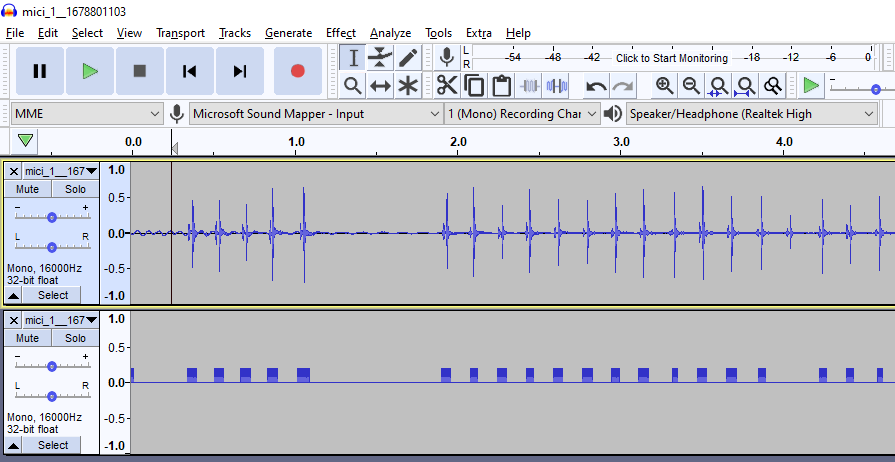 mici_1__1678801103
File Edit Select View Transport Tracks Generate Effect Analyze Tools Extra Help
L
R
-54 -48 -42 Click to Start Monitoring -18 -12 -6 0
MME Microsoft Sound Mapper - Input 1 (Mono) Recording Char Speaker/Headphone (Realtek High
0.0 1.0 2.0 3.0 4.0
mici_1__167
Mute Solo
- +
L R
Mono, 16000Hz
32-bit float
Select
1.0
0.5
0.0
-0.5
-1.0
mici_1__167
Mute Solo
- +
L R
Mono, 16000Hz
32-bit float
Select
1.0
0.5
0.0
-0.5
-1.0